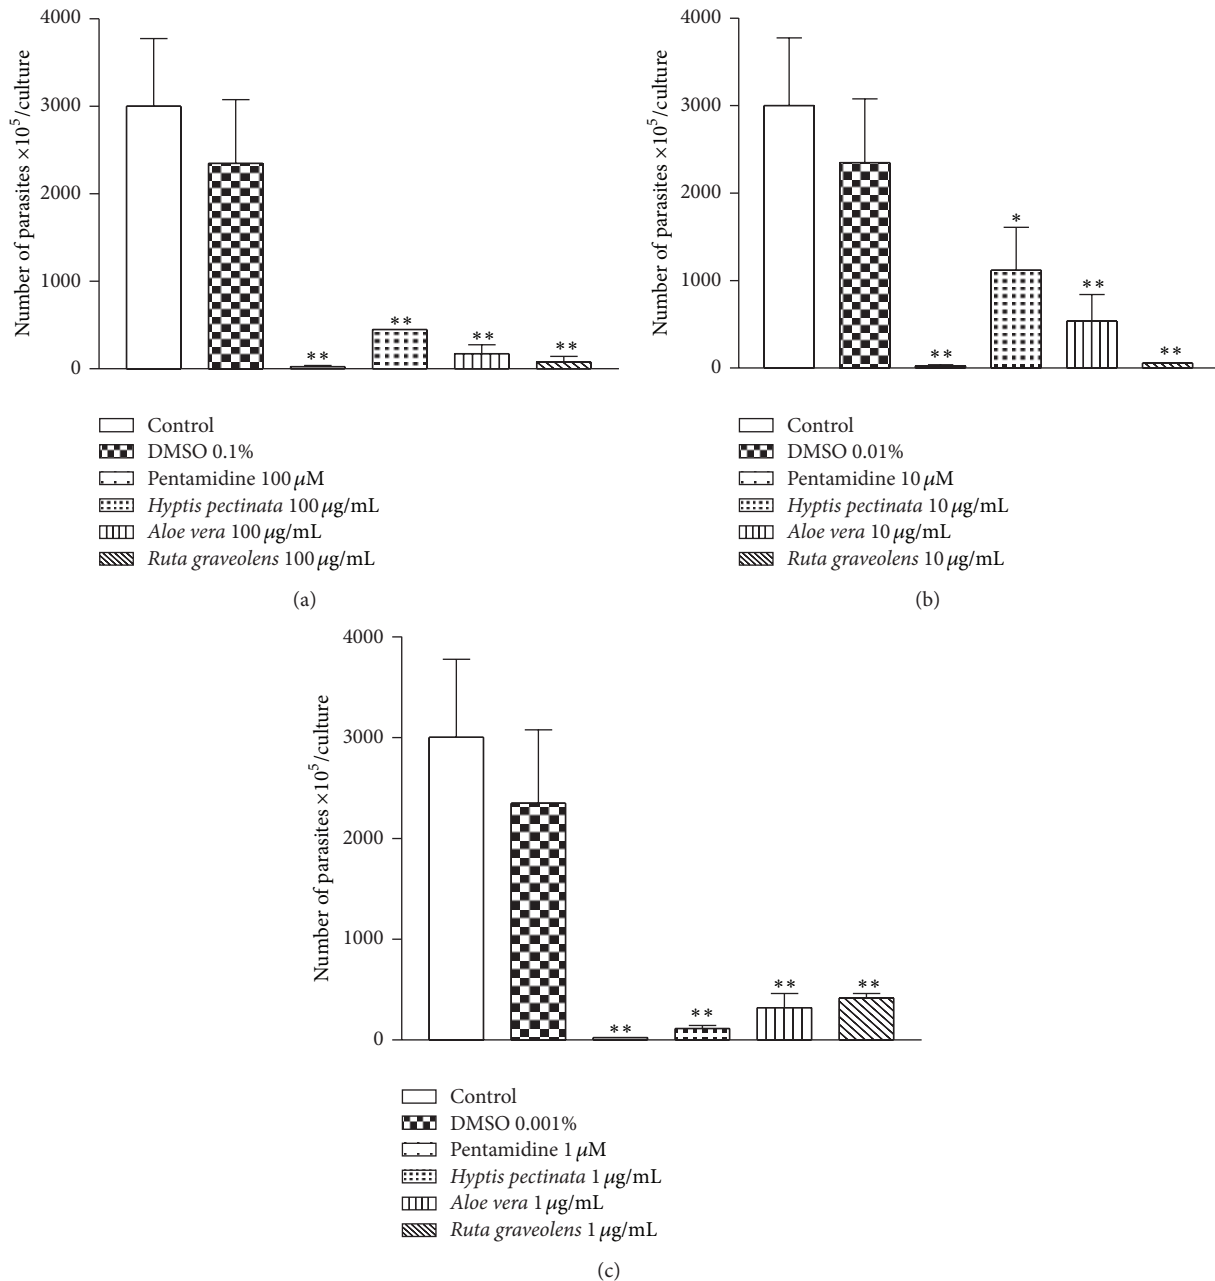 4000
3000
2000
1000
0
Number of parasites ×10⁵/culture
**
**
**
**
Control
DMSO 0.1%
Pentamidine 100 μM
Hyptis pectinata 100 μg/mL
Aloe vera 100 μg/mL
Ruta graveolens 100 μg/mL
(a)
4000
3000
2000
1000
0
Number of parasites ×10⁵/culture
**
*
**
**
Control
DMSO 0.01%
Pentamidine 10 μM
Hyptis pectinata 10 μg/mL
Aloe vera 10 μg/mL
Ruta graveolens 10 μg/mL
(b)
4000
3000
2000
1000
0
Number of parasites ×10⁵/culture
**
**
**
**
Control
DMSO 0.001%
Pentamidine 1 μM
Hyptis pectinata 1 μg/mL
Aloe vera 1 μg/mL
Ruta graveolens 1 μg/mL
(c)